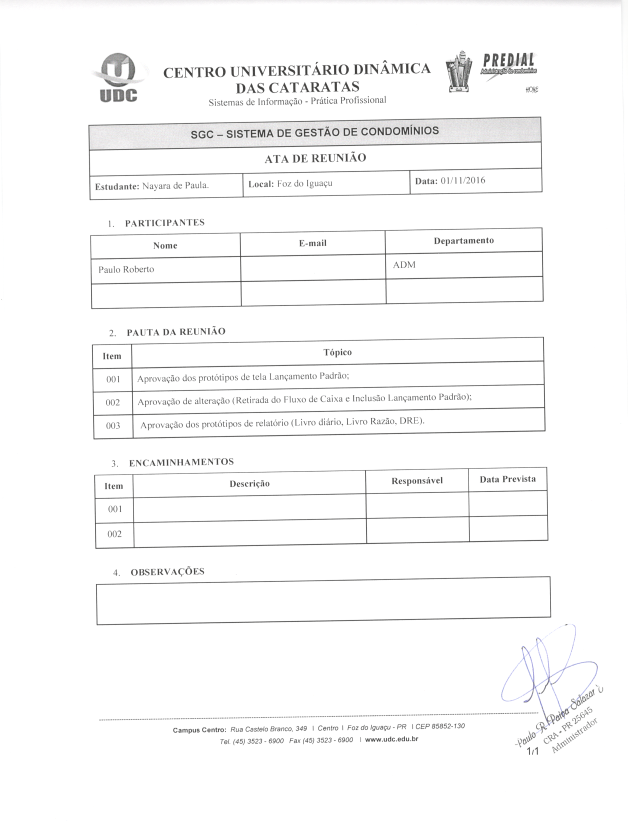 UDC
CENTRO UNIVERSITÁRIO DINÂMICA
DAS CATARATAS
Sistemas de Informação - Prática Profissional
PREDIAL
Administração de condomínios
SGC – SISTEMA DE GESTÃO DE CONDOMÍNIOS
ATA DE REUNIÃO
Estudante: Nayara de Paula. Local: Foz do Iguaçu Data: 01/11/2016
1. PARTICIPANTES
Nome E-mail Departamento
Paulo Roberto ADM
2. PAUTA DA REUNIÃO
Item Tópico
001 Aprovação dos protótipos de tela Lançamento Padrão;
002 Aprovação de alteração (Retirada do Fluxo de Caixa e Inclusão Lançamento Padrão);
003 Aprovação dos protótipos de relatório (Livro diário, Livro Razão, DRE).
3. ENCAMINHAMENTOS
Item Descrição Responsável Data Prevista
001
002
4. OBSERVAÇÕES
Campus Centro: Rua Castelo Branco, 349 I Centro I Foz do Iguaçu - PR I CEP 85852-130
Tel. (45) 3523 - 6900 Fax (45) 3523 - 6900 I www.udc.edu.br
Paulo R. Paiva Salazar
CRA - PR 25645
Administrador
1/1